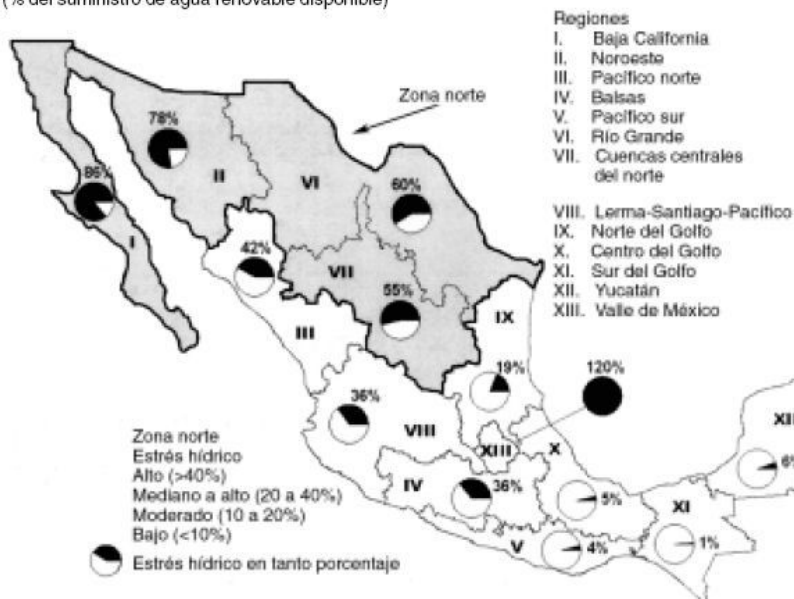 (% del suministro de agua renovable disponible)
Regiones
I. Baja California
II. Noroeste
III. Pacífico norte
IV. Balsas
V. Pacífico sur
VI. Río Grande
VII. Cuencas centrales
del norte
VIII. Lerma-Santiago-Pacífico
IX. Norte del Golfo
X. Centro del Golfo
XI. Sur del Golfo
XII. Yucatán
XIII. Valle de México
Zona norte
78%
II
VI
60%
86%
I
42%
VII
55%
III
IX
19%
120%
36%
VIII
XIII
X
XII
6%
IV
36%
5%
XI
V
4%
1%
Zona norte
Estrés hídrico
Alto (>40%)
Mediano a alto (20 a 40%)
Moderado (10 a 20%)
Bajo (<10%)
Estrés hídrico en tanto porcentaje